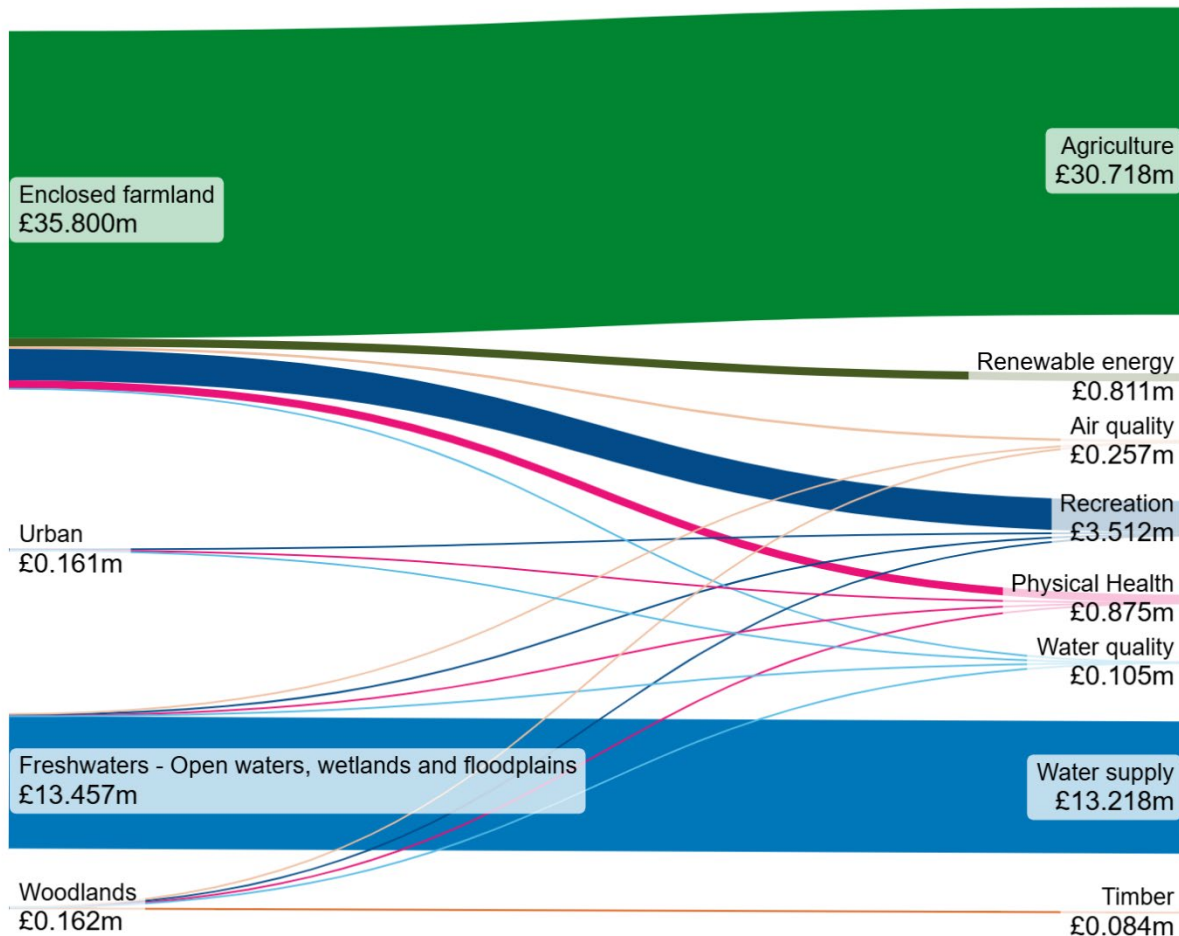 Agriculture
£30.718m
Enclosed farmland
£35.800m
Renewable energy
£0.811m
Air quality
£0.257m
Recreation
£3.512m
Urban
£0.161m
Physical Health
£0.875m
Water quality
£0.105m
Freshwaters - Open waters, wetlands and floodplains
£13.457m
Water supply
£13.218m
Woodlands
£0.162m
Timber
£0.084m